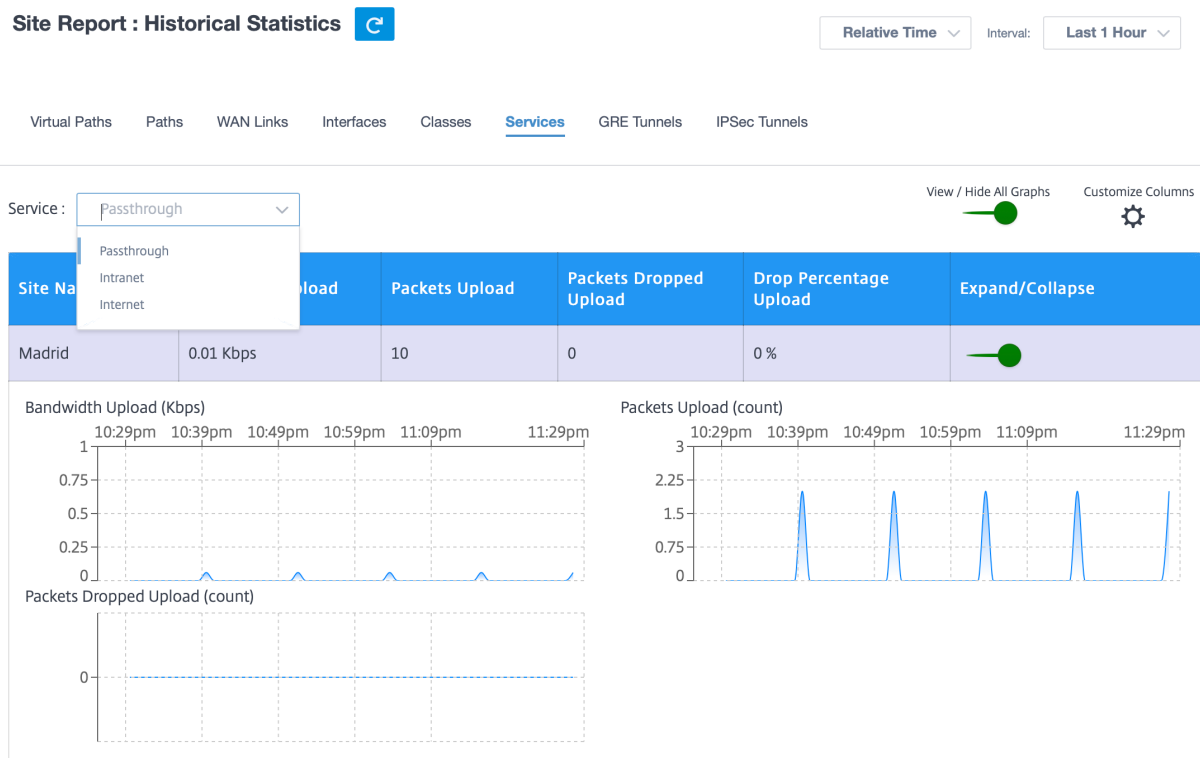 Site Report : Historical Statistics
Relative Time
Interval:
Last 1 Hour
Virtual Paths
Paths
WAN Links
Interfaces
Classes
Services
GRE Tunnels
IPSec Tunnels
Service :
Passthrough
View / Hide All Graphs
Customize Columns
Passthrough
Intranet
Internet
Site Na
load
Packets Upload
Packets Dropped
Upload
Drop Percentage
Upload
Expand/Collapse
Madrid
0.01 Kbps
10
0
0 %
Bandwidth Upload (Kbps)
10:29pm 10:39pm 10:49pm 10:59pm 11:09pm 11:29pm
1
0.75
0.5
0.25
0
Packets Upload (count)
10:29pm 10:39pm 10:49pm 10:59pm 11:09pm 11:29pm
3
2.25
1.5
0.75
0
Packets Dropped Upload (count)
0